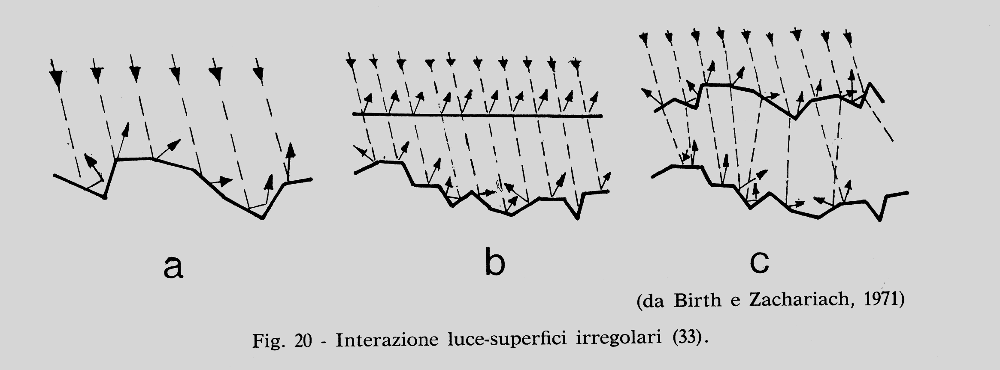 a b c
(da Birth e Zachariach, 1971)
Fig. 20 - Interazione luce-superfici irregolari (33).